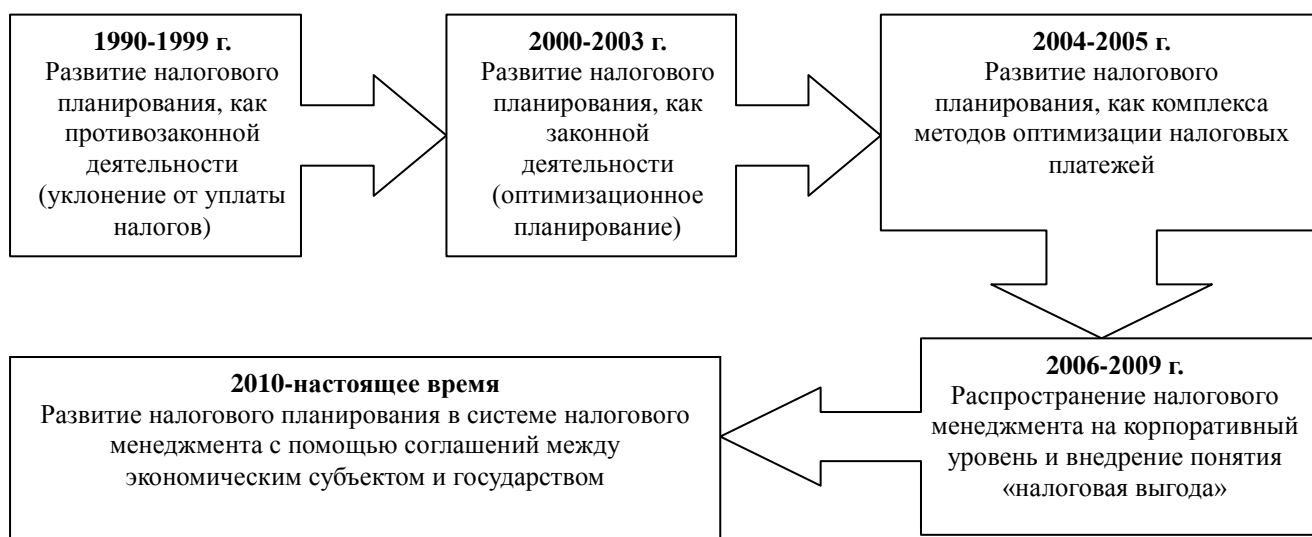 1990-1999 г.
Развитие налогового
планирования, как
противозаконной
деятельности
(уклонение от уплаты
налогов)
2000-2003 г.
Развитие налогового
планирования, как
законной
деятельности
(оптимизационное
планирование)
2004-2005 г.
Развитие налогового
планирования, как комплекса
методов оптимизации налоговых
платежей
2006-2009 г.
Распространение налогового
менеджмента на корпоративный
уровень и внедрение понятия
«налоговая выгода»
2010-настоящее время
Развитие налогового планирования в системе налогового
менеджмента с помощью соглашений между
экономическим субъектом и государством